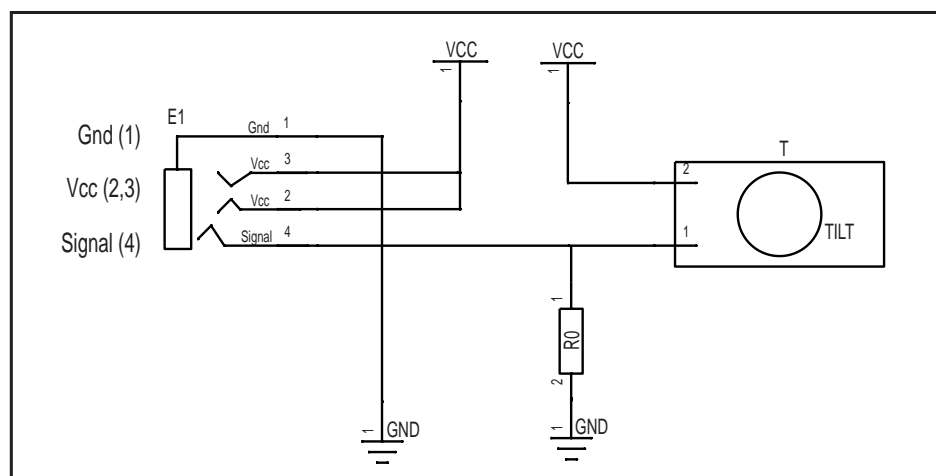 VCC
1
VCC
1
E1
Gnd (1)
Gnd 1
Vcc (2,3)
Vcc 3
Vcc 2
Signal (4)
Signal 4
T
2
TILT
1
1
R0
2
1 GND
1 GND